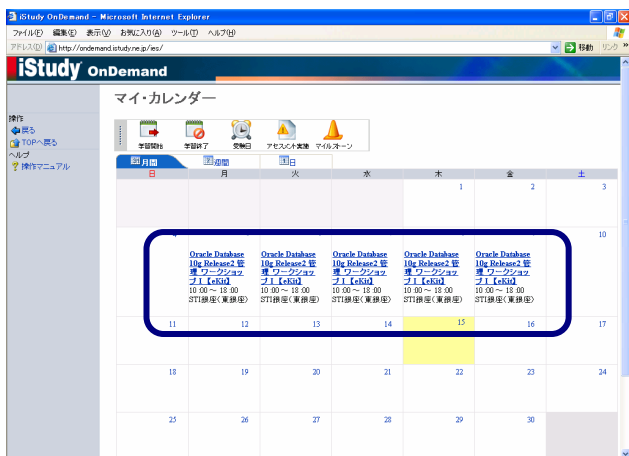 iStudy OnDemand - Microsoft Internet Explorer
ファイル(F) 編集(E) 表示(V) お気に入り(A) ツール(T) ヘルプ(H)
アドレス(D) http://ondemand.istudy.ne.jp/ies/ 移動 リンク »
iStudy OnDemand
マイ・カレンダー
操作
戻る
TOPへ戻る
ヘルプ
操作マニュアル
学習開始 学習終了 受験日 アセスメント実施 マイルストーン
月間 週間 日
日 月 火 水 木 金 土
1 2 3
4 10
Oracle Database Oracle Database Oracle Database Oracle Database Oracle Database
10g Release2 管 10g Release2 管 10g Release2 管 10g Release2 管 10g Release2 管
理 ワークショッ 理 ワークショッ 理 ワークショッ 理 ワークショッ 理 ワークショッ
プ I 【eKit】 プ I 【eKit】 プ I 【eKit】 プ I 【eKit】 プ I 【eKit】
10:00～ 18:00 10:00～ 18:00 10:00～ 18:00 10:00～ 18:00 10:00～ 18:00
STI銀座(東銀座) STI銀座(東銀座) STI銀座(東銀座) STI銀座(東銀座) STI銀座(東銀座)
11 12 13 14 15 16 17
18 19 20 21 22 23 24
25 26 27 28 29 30